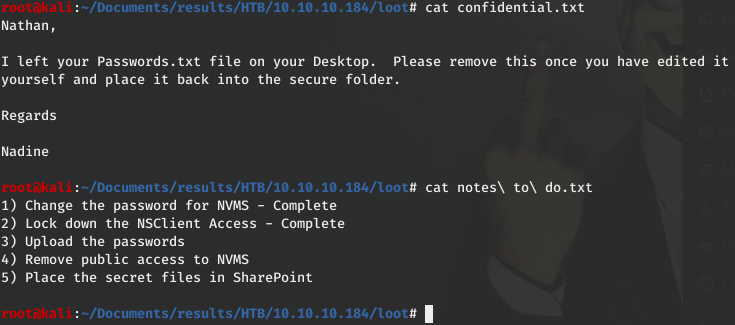 root@kali:~/Documents/results/HTB/10.10.10.184/loot# cat confidential.txt
Nathan,
I left your Passwords.txt file on your Desktop.  Please remove this once you have edited it
yourself and place it back into the secure folder.
Regards
Nadine
root@kali:~/Documents/results/HTB/10.10.10.184/loot# cat notes\ to\ do.txt
1) Change the password for NVMS - Complete
2) Lock down the NSClient Access - Complete
3) Upload the passwords
4) Remove public access to NVMS
5) Place the secret files in SharePoint
root@kali:~/Documents/results/HTB/10.10.10.184/loot#